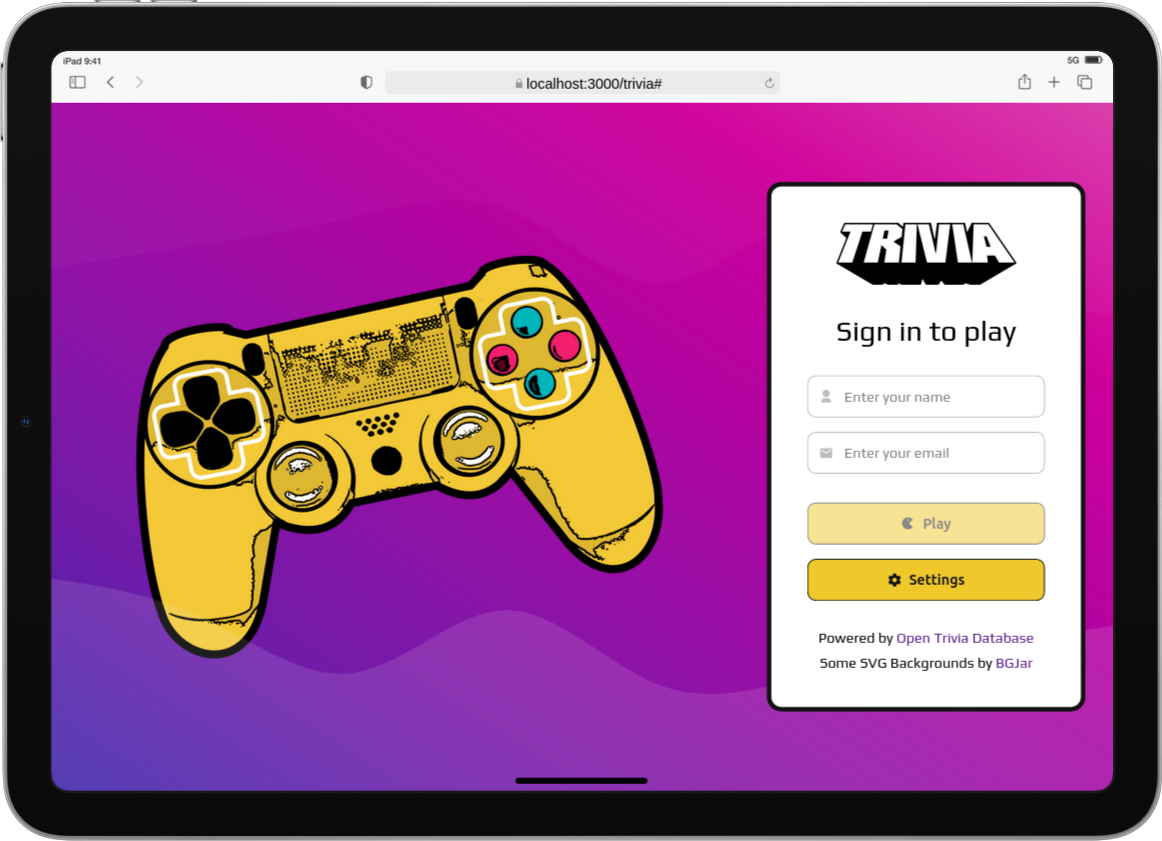 iPad 9:41
5G
localhost:3000/trivia#
TRIVIA
Sign in to play
Enter your name
Enter your email
Play
Settings
Powered by Open Trivia Database
Some SVG Backgrounds by BGJar